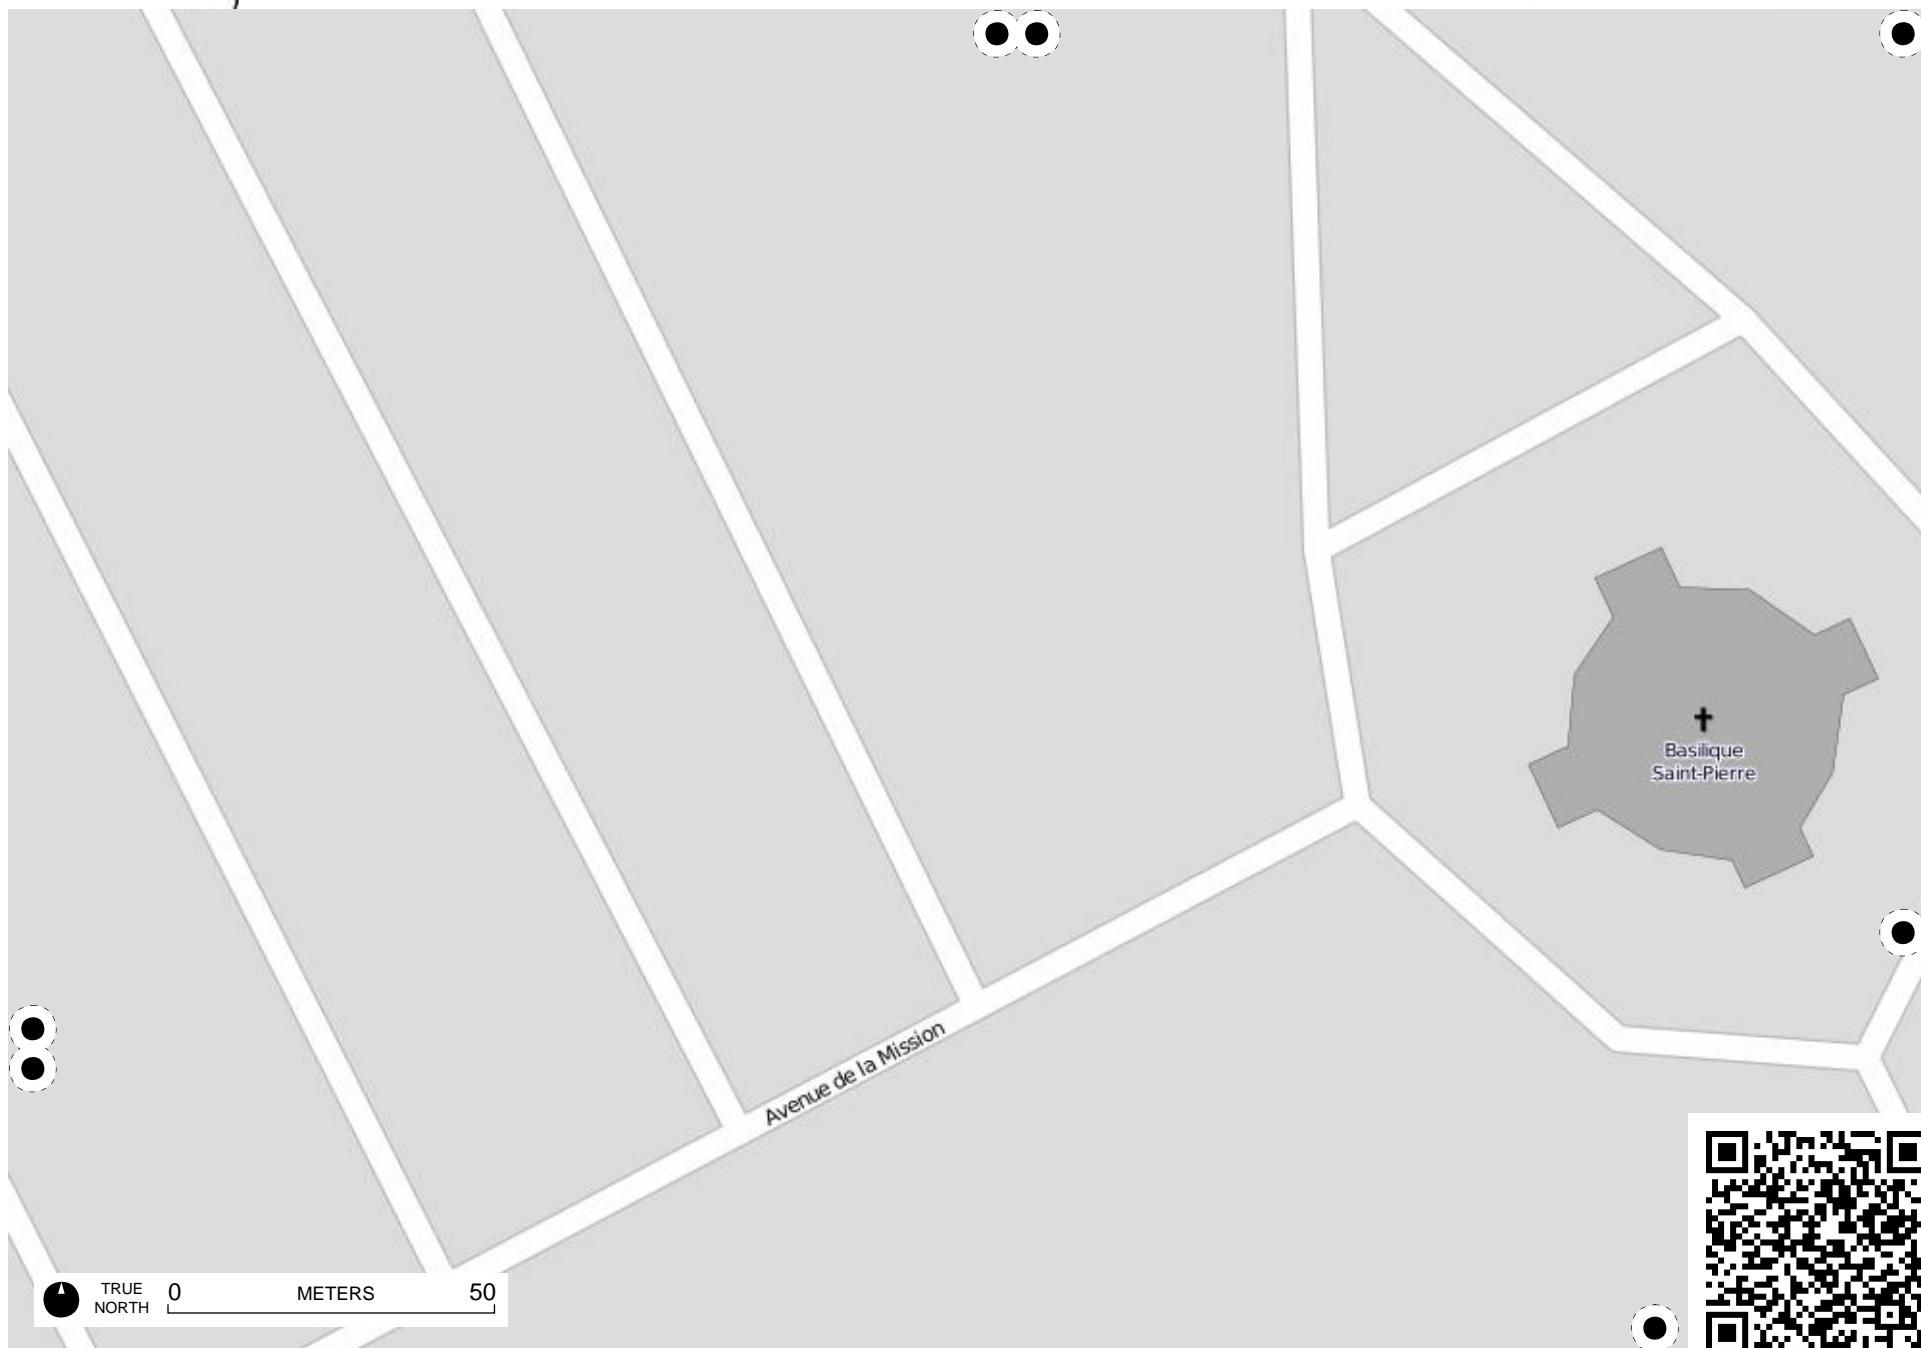 Basilique
Saint-Pierre
Avenue de la Mission
TRUE
NORTH
0 METERS 50